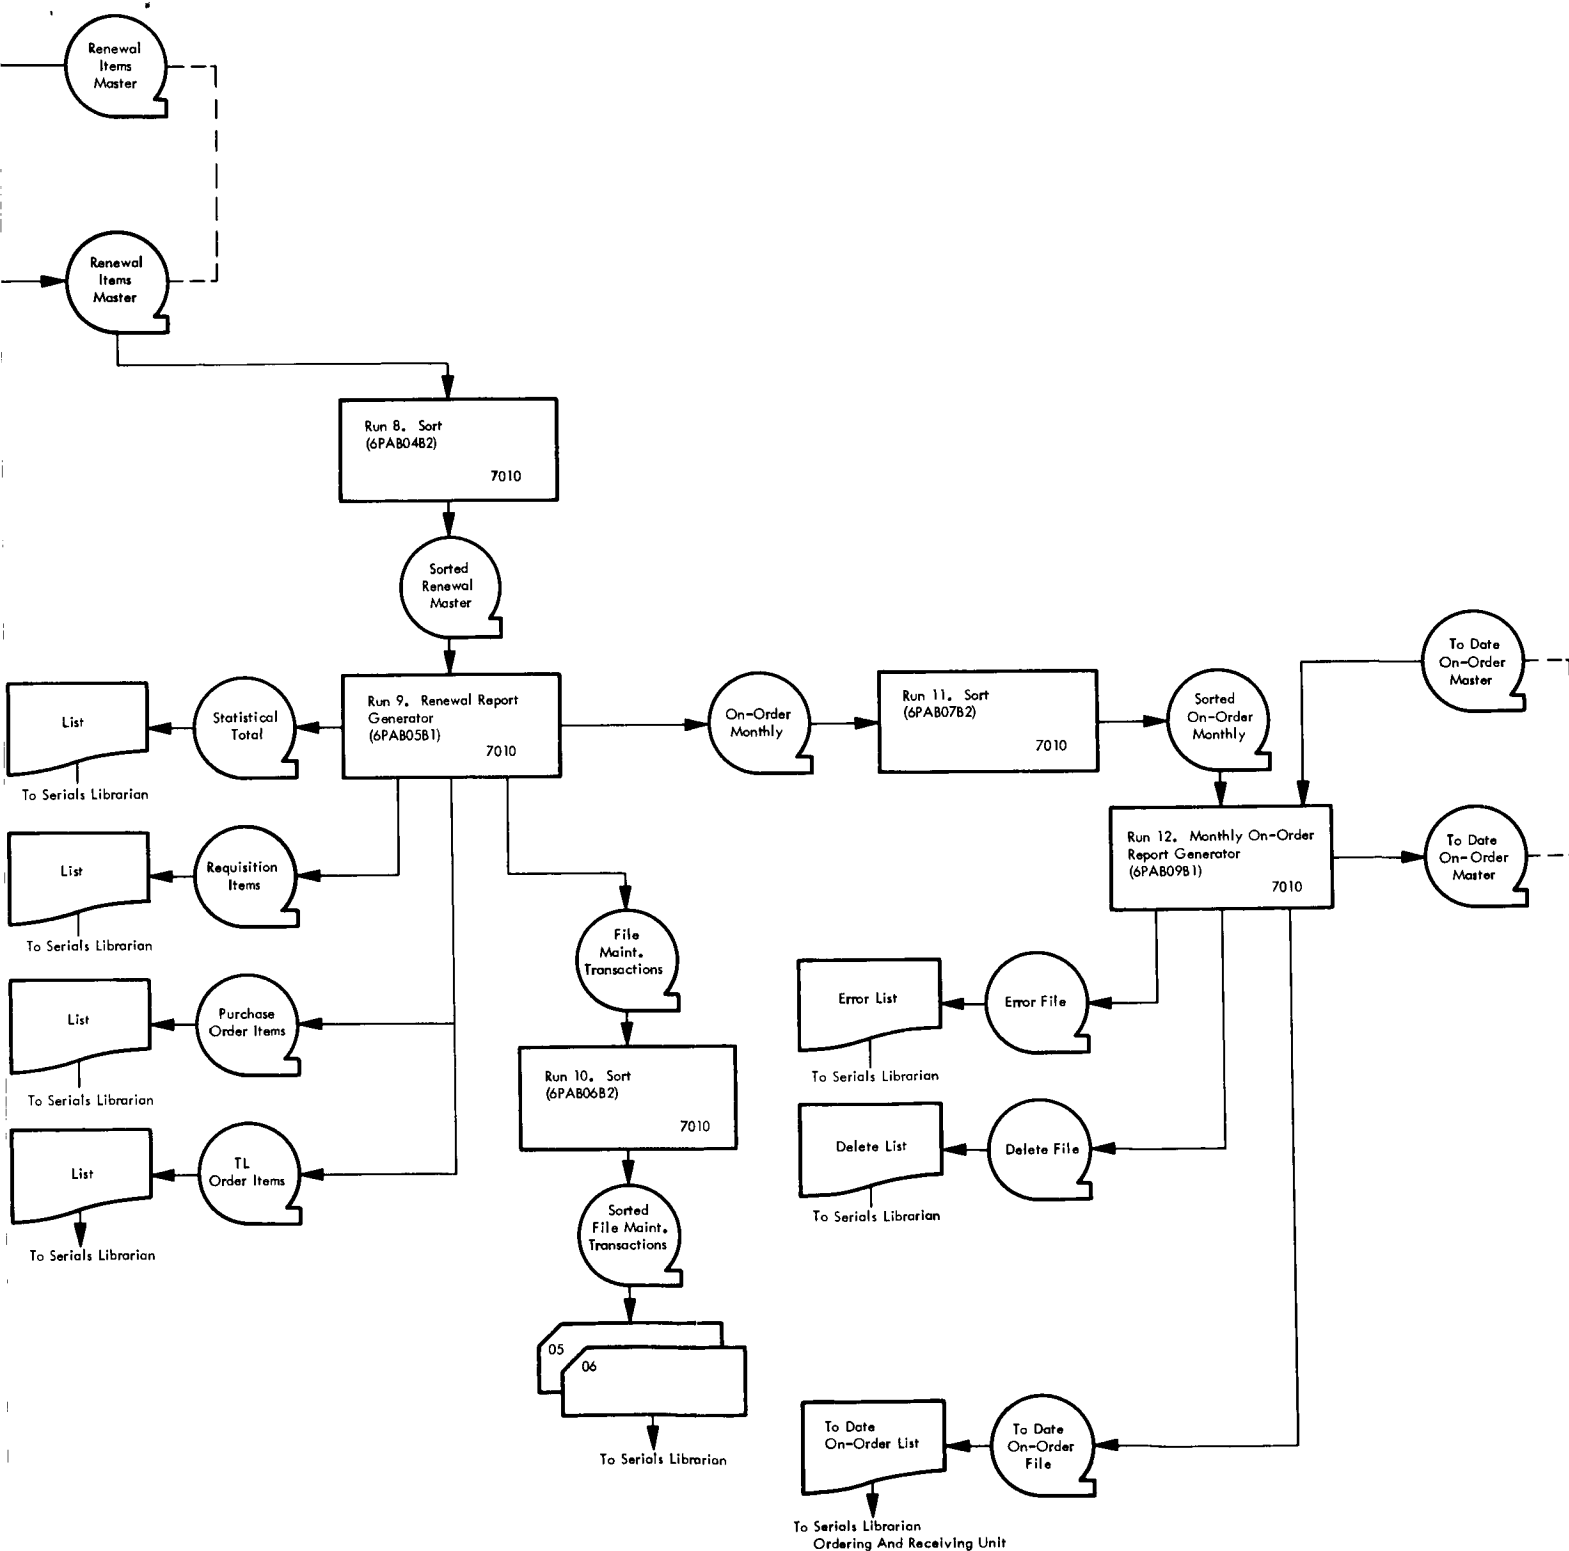 Renewal
Items
Master
Renewal
Items
Master
Run 8. Sort
(6PAB04B2)
7010
Sorted
Renewal
Master
Run 9. Renewal Report
Generator
(6PAB05B1)
7010
Statistical
Total
List
To Serials Librarian
Requisition
Items
List
To Serials Librarian
Purchase
Order Items
List
To Serials Librarian
TL
Order Items
List
To Serials Librarian
File
Maint.
Transactions
Run 10. Sort
(6PAB06B2)
7010
Sorted
File Maint.
Transactions
05
06
To Serials Librarian
On-Order
Monthly
Run 11. Sort
(6PAB07B2)
7010
Sorted
On-Order
Monthly
To Date
On-Order
Master
Run 12. Monthly On-Order
Report Generator
(6PAB09B1)
7010
To Date
On-Order
Master
Error File
Error List
To Serials Librarian
Delete File
Delete List
To Serials Librarian
To Date
On-Order
File
To Date
On-Order List
To Serials Librarian
Ordering And Receiving Unit